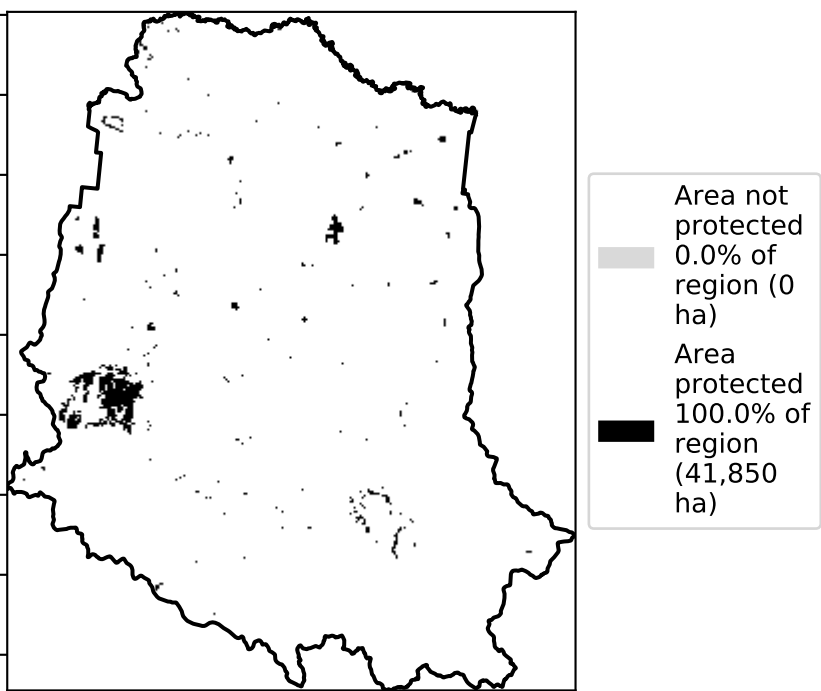 Area not
protected
0.0% of
region (0
ha)
Area
protected
100.0% of
region
(41,850
ha)